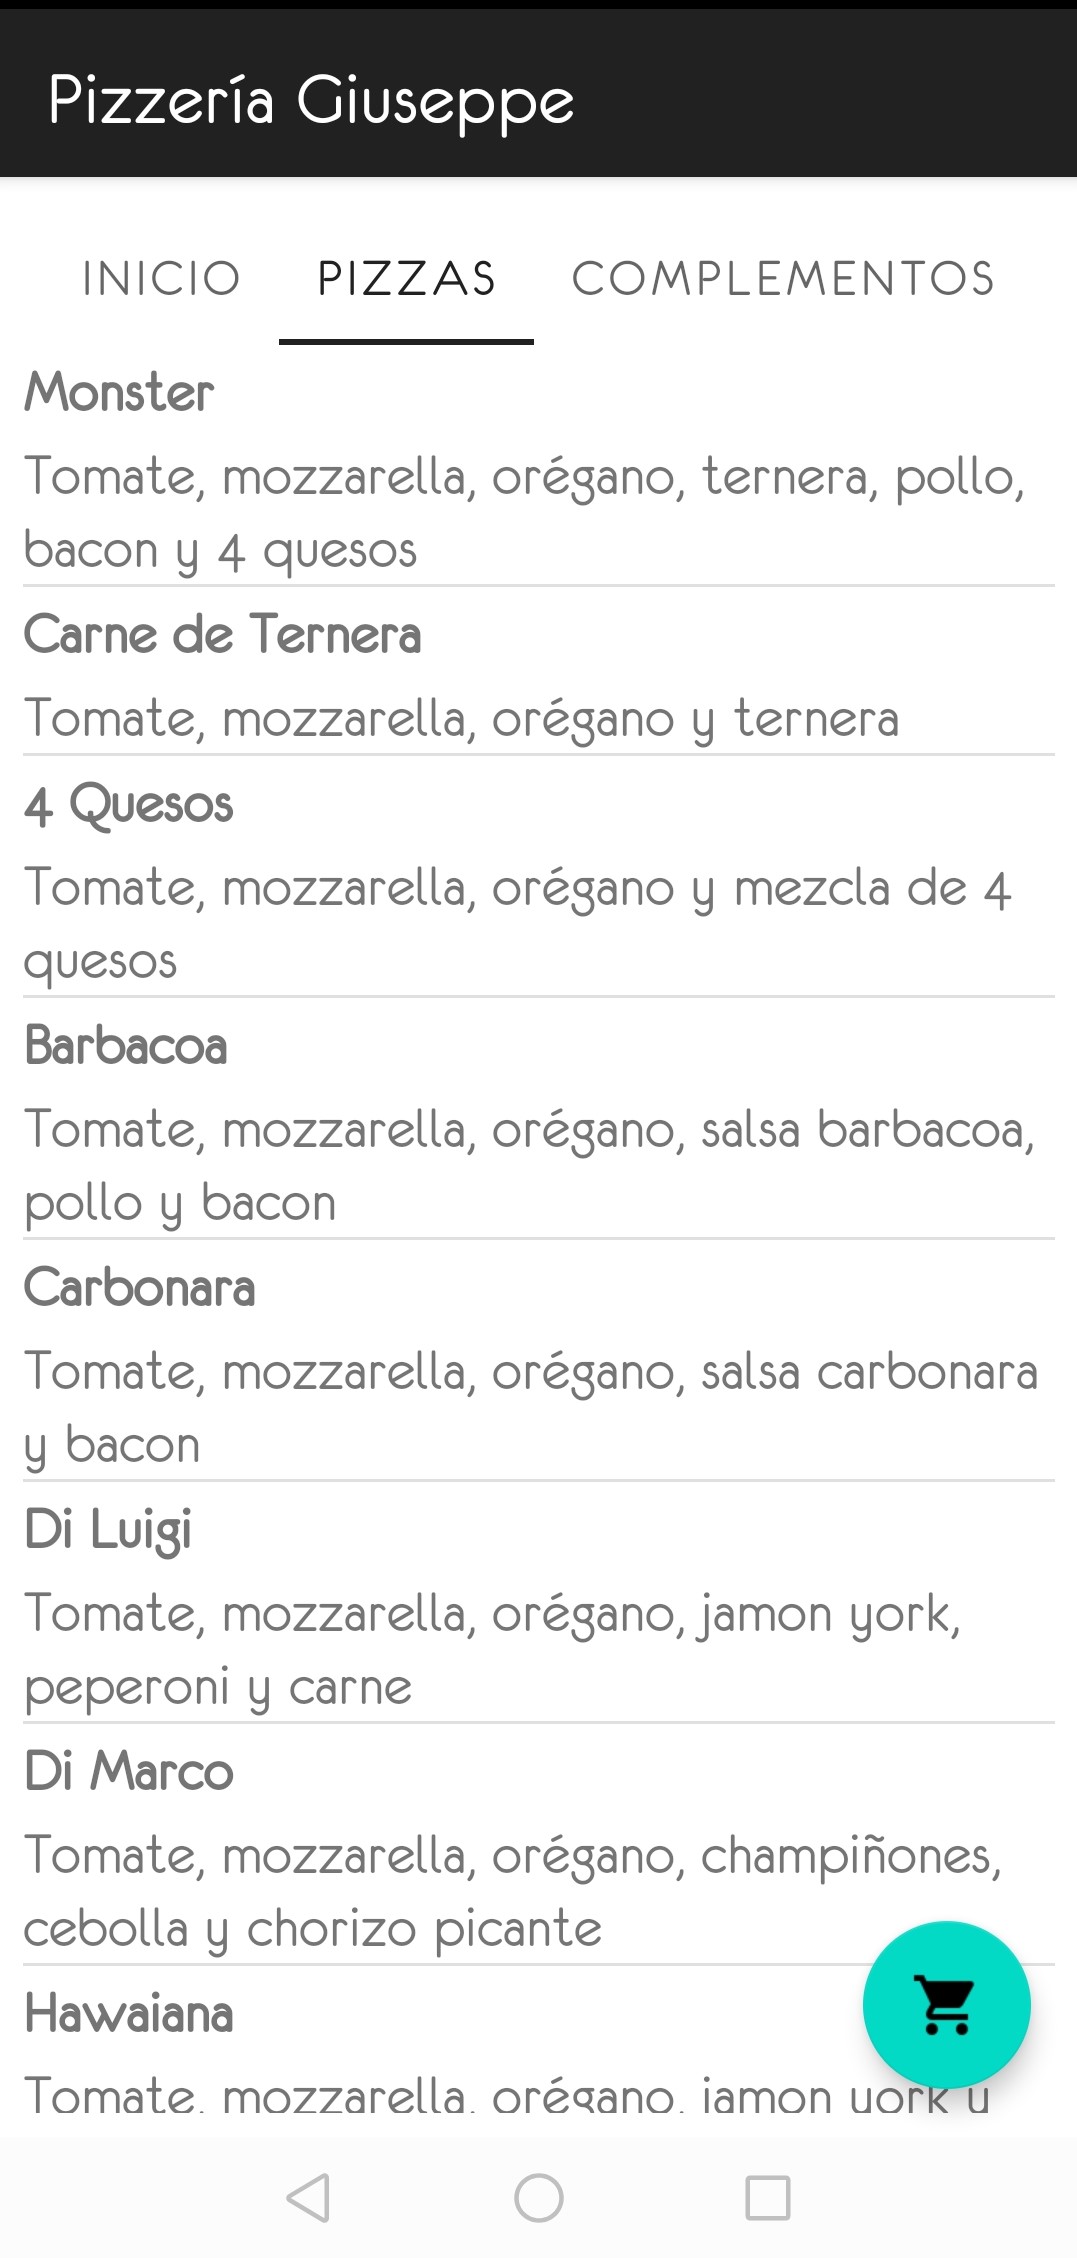 Pizzería Giuseppe
INICIO PIZZAS COMPLEMENTOS
Monster
Tomate, mozzarella, orégano, ternera, pollo,
bacon y 4 quesos
Carne de Ternera
Tomate, mozzarella, orégano y ternera
4 Quesos
Tomate, mozzarella, orégano y mezcla de 4
quesos
Barbacoa
Tomate, mozzarella, orégano, salsa barbacoa,
pollo y bacon
Carbonara
Tomate, mozzarella, orégano, salsa carbonara
y bacon
Di Luigi
Tomate, mozzarella, orégano, jamon york,
peperoni y carne
Di Marco
Tomate, mozzarella, orégano, champiñones,
cebolla y chorizo picante
Hawaiana
Tomate, mozzarella, orégano, jamon york y